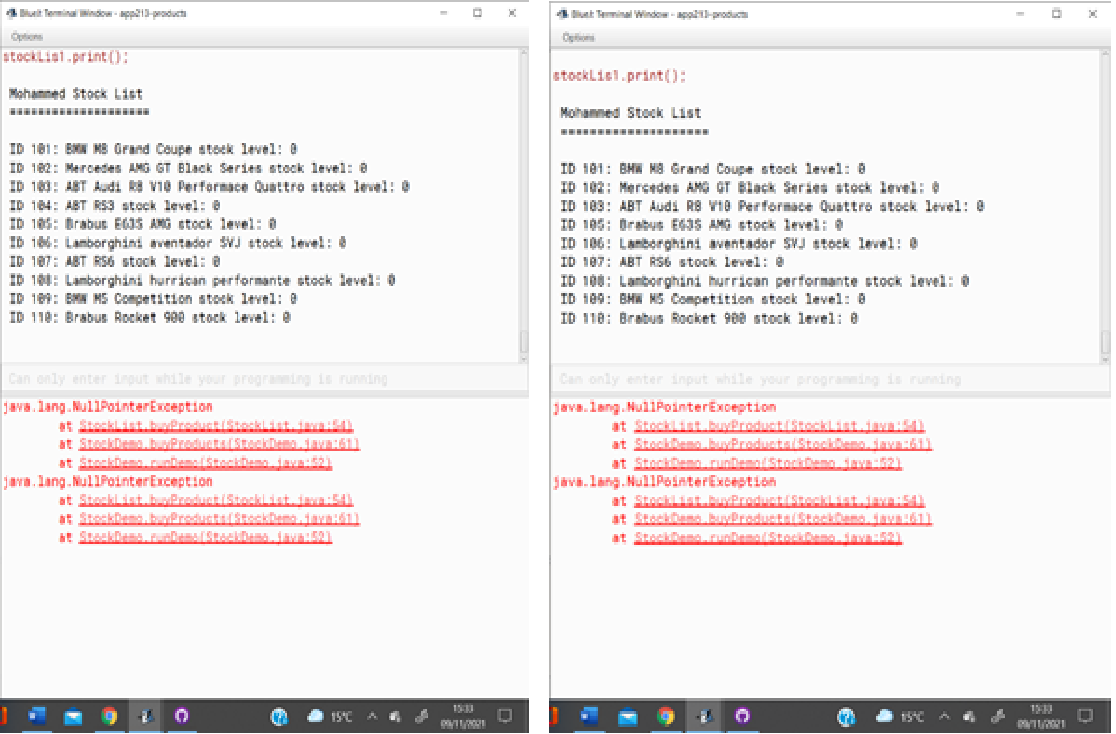 BlueJ: Terminal Window - app213-products
Options
stockLis1.print();
Mohammed Stock List
====================
ID 101: BMW M8 Grand Coupe stock level: 0
ID 102: Mercedes AMG GT Black Series stock level: 0
ID 103: ABT Audi R8 V10 Performace Quattro stock level: 0
ID 104: ABT RS3 stock level: 0
ID 105: Brabus E63S AMG stock level: 0
ID 106: Lamborghini aventador SVJ stock level: 0
ID 107: ABT RS6 stock level: 0
ID 108: Lamborghini hurrican performante stock level: 0
ID 109: BMW M5 Competition stock level: 0
ID 110: Brabus Rocket 900 stock level: 0
Can only enter input while your programming is running
java.lang.NullPointerException
at StockList.buyProduct(StockList.java:54)
at StockDemo.buyProducts(StockDemo.java:61)
at StockDemo.runDemo(StockDemo.java:52)
java.lang.NullPointerException
at StockList.buyProduct(StockList.java:54)
at StockDemo.buyProducts(StockDemo.java:61)
at StockDemo.runDemo(StockDemo.java:52)
15°C
15:33
09/11/2021
BlueJ: Terminal Window - app213-products
Options
stockLis1.print();
Mohammed Stock List
====================
ID 101: BMW M8 Grand Coupe stock level: 0
ID 102: Mercedes AMG GT Black Series stock level: 0
ID 103: ABT Audi R8 V10 Performace Quattro stock level: 0
ID 105: Brabus E63S AMG stock level: 0
ID 106: Lamborghini aventador SVJ stock level: 0
ID 107: ABT RS6 stock level: 0
ID 108: Lamborghini hurrican performante stock level: 0
ID 109: BMW M5 Competition stock level: 0
ID 110: Brabus Rocket 900 stock level: 0
Can only enter input while your programming is running
java.lang.NullPointerException
at StockList.buyProduct(StockList.java:54)
at StockDemo.buyProducts(StockDemo.java:61)
at StockDemo.runDemo(StockDemo.java:52)
java.lang.NullPointerException
at StockList.buyProduct(StockList.java:54)
at StockDemo.buyProducts(StockDemo.java:61)
at StockDemo.runDemo(StockDemo.java:52)
15°C
15:33
09/11/2021